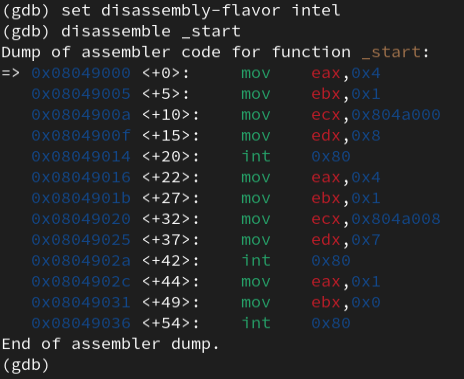 (gdb) set disassembly-flavor intel
(gdb) disassemble _start
Dump of assembler code for function _start:
=> 0x08049000 <+0>:     mov    eax,0x4
   0x08049005 <+5>:     mov    ebx,0x1
   0x0804900a <+10>:    mov    ecx,0x804a000
   0x0804900f <+15>:    mov    edx,0x8
   0x08049014 <+20>:    int    0x80
   0x08049016 <+22>:    mov    eax,0x4
   0x0804901b <+27>:    mov    ebx,0x1
   0x08049020 <+32>:    mov    ecx,0x804a008
   0x08049025 <+37>:    mov    edx,0x7
   0x0804902a <+42>:    int    0x80
   0x0804902c <+44>:    mov    eax,0x1
   0x08049031 <+49>:    mov    ebx,0x0
   0x08049036 <+54>:    int    0x80
End of assembler dump.
(gdb)